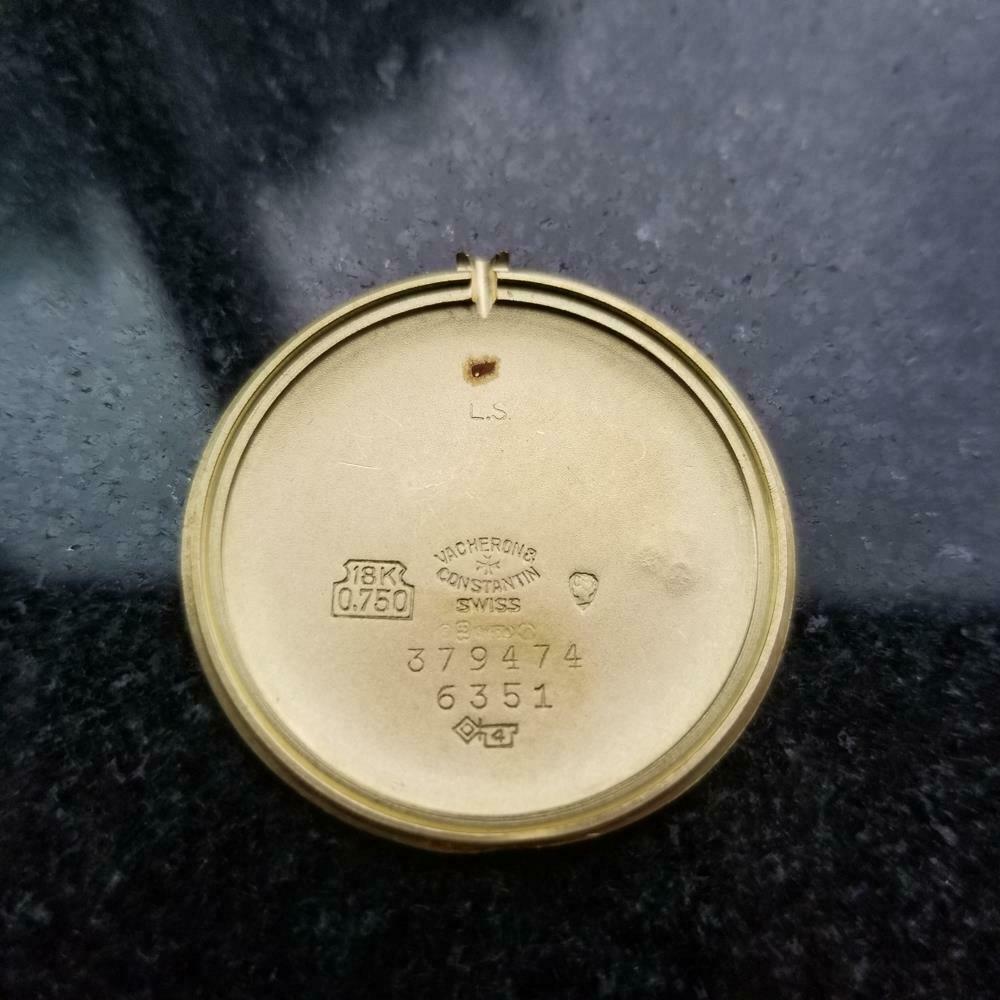 L.S.
VACHERON &
CONSTANTIN
SWISS
18K
0.750
379474
6351
4